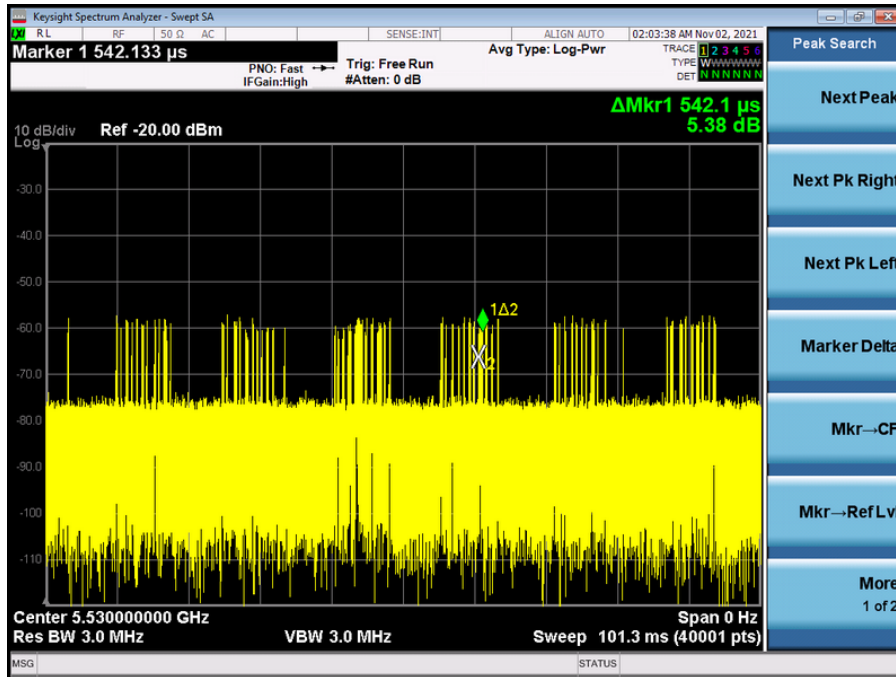 Keysight Spectrum Analyzer - Swept SA
LXI RL RF 50 Ω AC SENSE:INT ALIGN AUTO 02:03:38 AM Nov 02, 2021
Marker 1 542.133 µs
PNO: Fast
IFGain:High
Trig: Free Run
#Atten: 0 dB
Avg Type: Log-Pwr
TRACE 1 2 3 4 5 6
TYPE WWWWWW
DET N N N N N N
Peak Search
ΔMkr1 542.1 µs
5.38 dB
10 dB/div Ref -20.00 dBm
Log
-30.0
-40.0
-50.0
-60.0
-70.0
-80.0
-90.0
-100
-110
1Δ2
2
Center 5.530000000 GHz Span 0 Hz
Res BW 3.0 MHz VBW 3.0 MHz Sweep 101.3 ms (40001 pts)
MSG STATUS
Next Peak
Next Pk Right
Next Pk Left
Marker Delta
Mkr→CF
Mkr→Ref Lvl
More
1 of 2